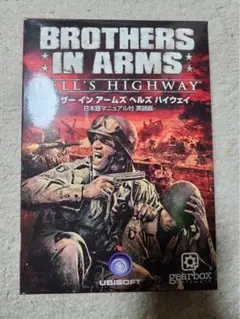 BROTHERS
IN ARMS
HELL'S HIGHWAY
ブラザー イン アームズ ヘルズ ハイウェイ
日本語マニュアル付 英語版
UBISOFT
gearbox